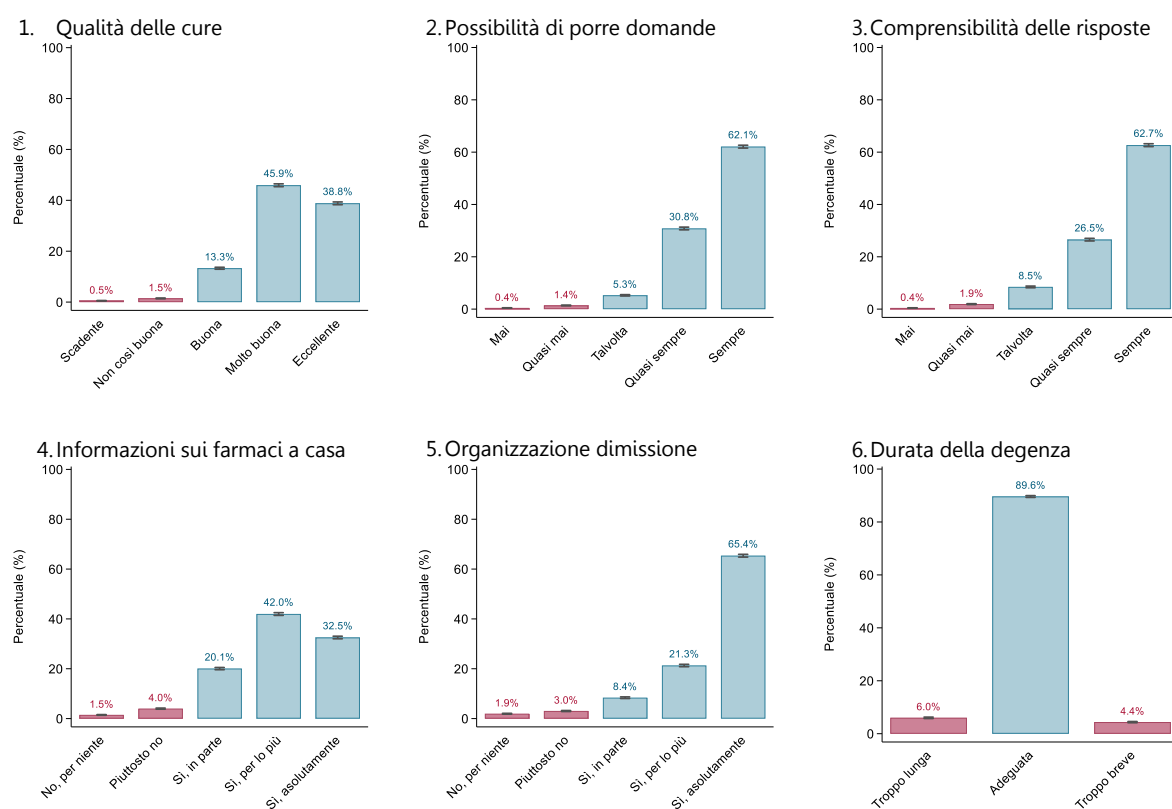 1. Qualità delle cure
100
80
60
40
20
0
Percentuale (%)
0.5%
1.5%
13.3%
45.9%
38.8%
Scadente
Non così buona
Buona
Molto buona
Eccellente
2. Possibilità di porre domande
100
80
60
40
20
0
Percentuale (%)
0.4%
1.4%
5.3%
30.8%
62.1%
Mai
Quasi mai
Talvolta
Quasi sempre
Sempre
3. Comprensibilità delle risposte
100
80
60
40
20
0
Percentuale (%)
0.4%
1.9%
8.5%
26.5%
62.7%
Mai
Quasi mai
Talvolta
Quasi sempre
Sempre
4. Informazioni sui farmaci a casa
100
80
60
40
20
0
Percentuale (%)
1.5%
4.0%
20.1%
42.0%
32.5%
No, per niente
Piuttosto no
Sì, in parte
Sì, per lo più
Sì, asolutamente
5. Organizzazione dimissione
100
80
60
40
20
0
Percentuale (%)
1.9%
3.0%
8.4%
21.3%
65.4%
No, per niente
Piuttosto no
Sì, in parte
Sì, per lo più
Sì, asolutamente
6. Durata della degenza
100
80
60
40
20
0
Percentuale (%)
6.0%
89.6%
4.4%
Troppo lunga
Adeguata
Troppo breve